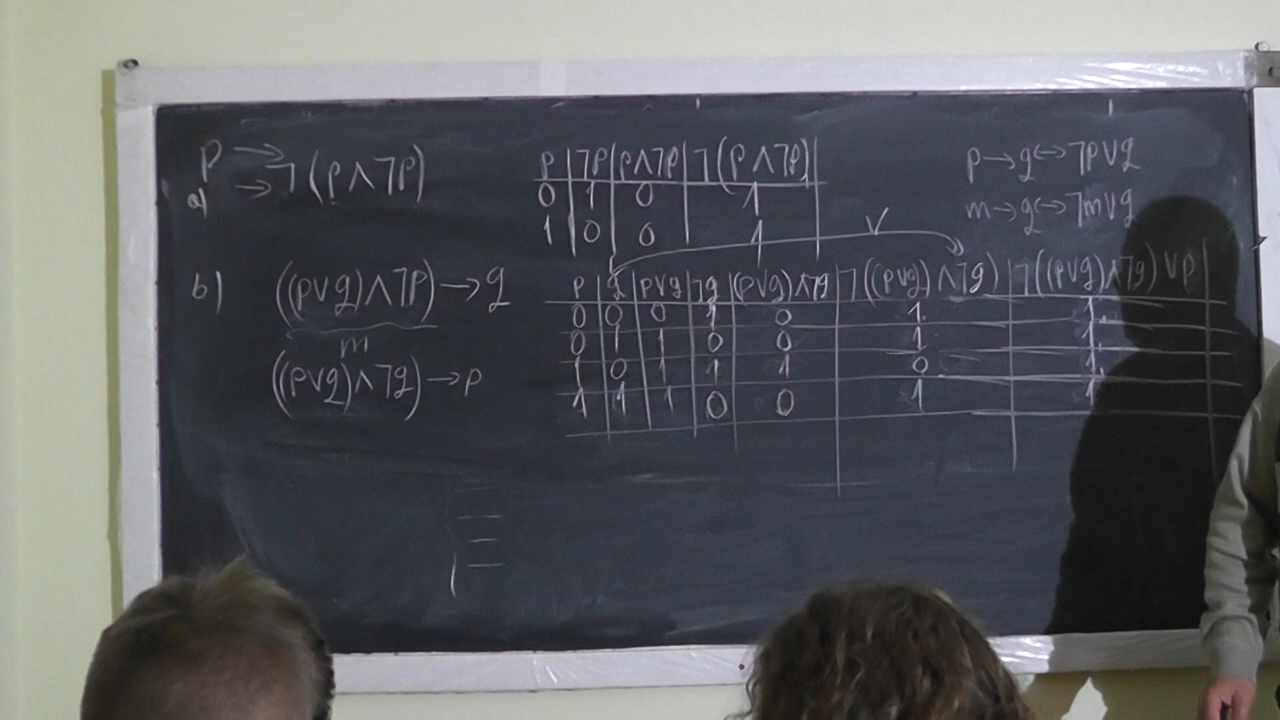 p →
a) → ¬(p∧¬p)
p | ¬p | p∧¬p | ¬(p∧¬p)
0 | 1 | 0 | 1
1 | 0 | 0 | 1
p→q↔¬p∨q
m→q↔¬m∨q
b) ((p∨q)∧¬p)→q
m
((p∨q)∧¬q)→p
∨
p | q | p∨q | ¬q | (p∨q)∧¬q | ¬((p∨q)∧¬q) | ¬((p∨q)∧¬q)∨p
0 | 0 | 0 | 1 | 0 | 1 | 1
0 | 1 | 1 | 0 | 0 | 1 | 1
1 | 0 | 1 | 1 | 1 | 0 | 1
1 | 1 | 1 | 0 | 0 | 1 | 1